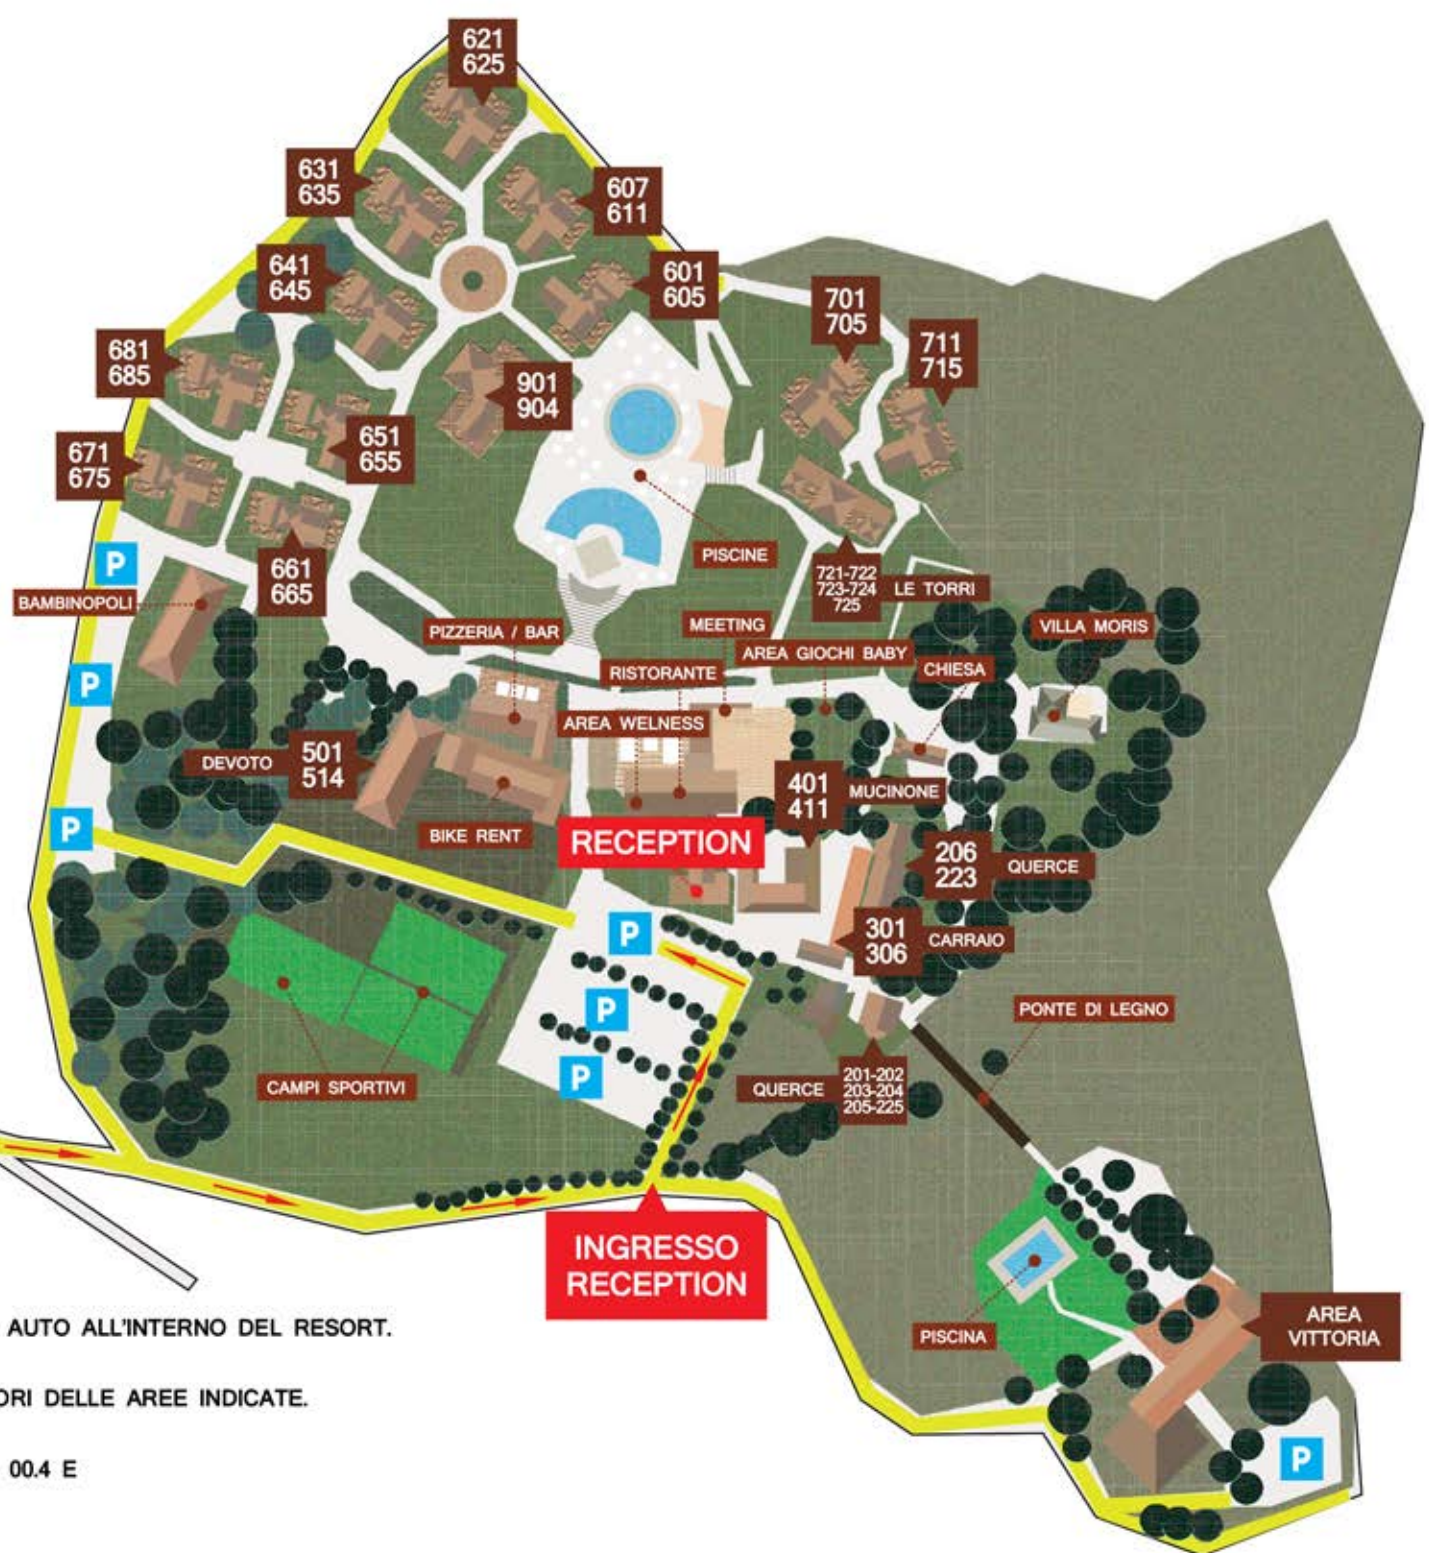 621
625
631
635
607
611
641
645
601
605
701
705
711
715
681
685
901
904
651
655
671
675
P
661
665
PISCINE
721-722
723-724
725
LE TORRI
BAMBINOPOLI
PIZZERIA / BAR
MEETING
VILLA MORIS
AREA GIOCHI BABY
CHIESA
RISTORANTE
P
AREA WELNESS
DEVOTO
501
514
401
411
MUCINONE
P
BIKE RENT
RECEPTION
206
223
QUERCE
P
301
306
CARRAIO
P
PONTE DI LEGNO
P
CAMPI SPORTIVI
QUERCE
201-202
203-204
205-225
INGRESSO
RECEPTION
PISCINA
AREA
VITTORIA
AUTO ALL'INTERNO DEL RESORT.
ORI DELLE AREE INDICATE.
P
00.4 E